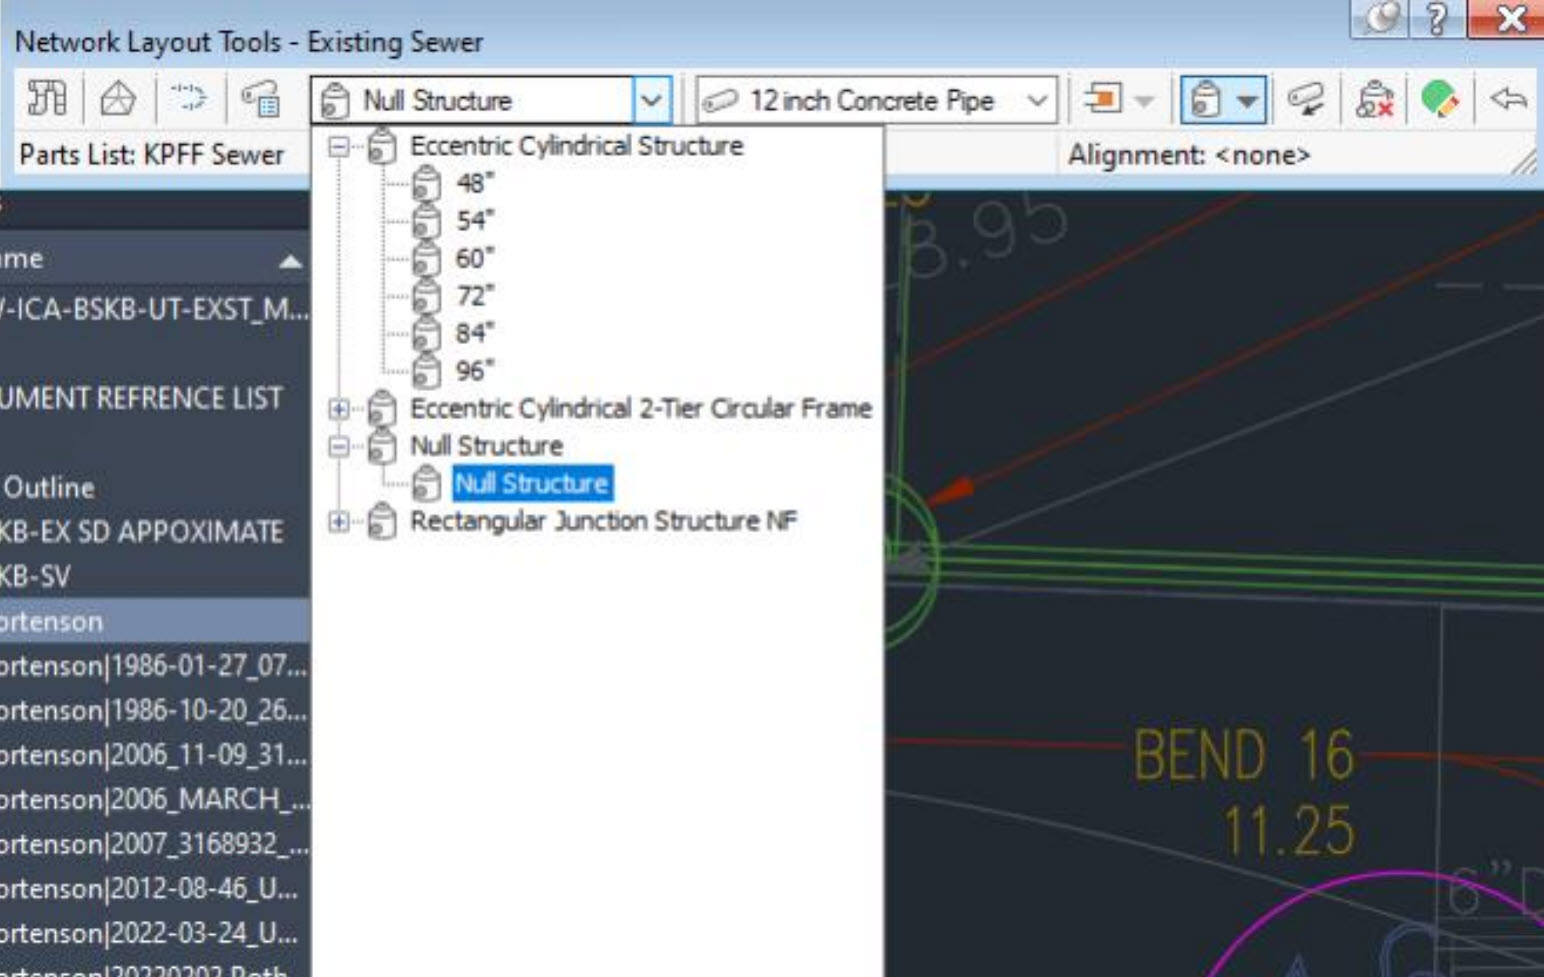 Network Layout Tools - Existing Sewer
Null Structure
12 inch Concrete Pipe
Parts List: KPFF Sewer
Alignment: <none>
Eccentric Cylindrical Structure
48"
54"
60"
72"
84"
96"
Eccentric Cylindrical 2-Tier Circular Frame
Null Structure
Null Structure
Rectangular Junction Structure NF
ame
/-ICA-BSKB-UT-EXST_M...
UMENT REFRENCE LIST
Outline
KB-EX SD APPOXIMATE
KB-SV
ortenson
ortenson|1986-01-27_07...
ortenson|1986-10-20_26...
ortenson|2006_11-09_31...
ortenson|2006_MARCH_...
ortenson|2007_3168932_...
ortenson|2012-08-46_U...
ortenson|2022-03-24_U...
8.95
BEND 16
11.25
6"D